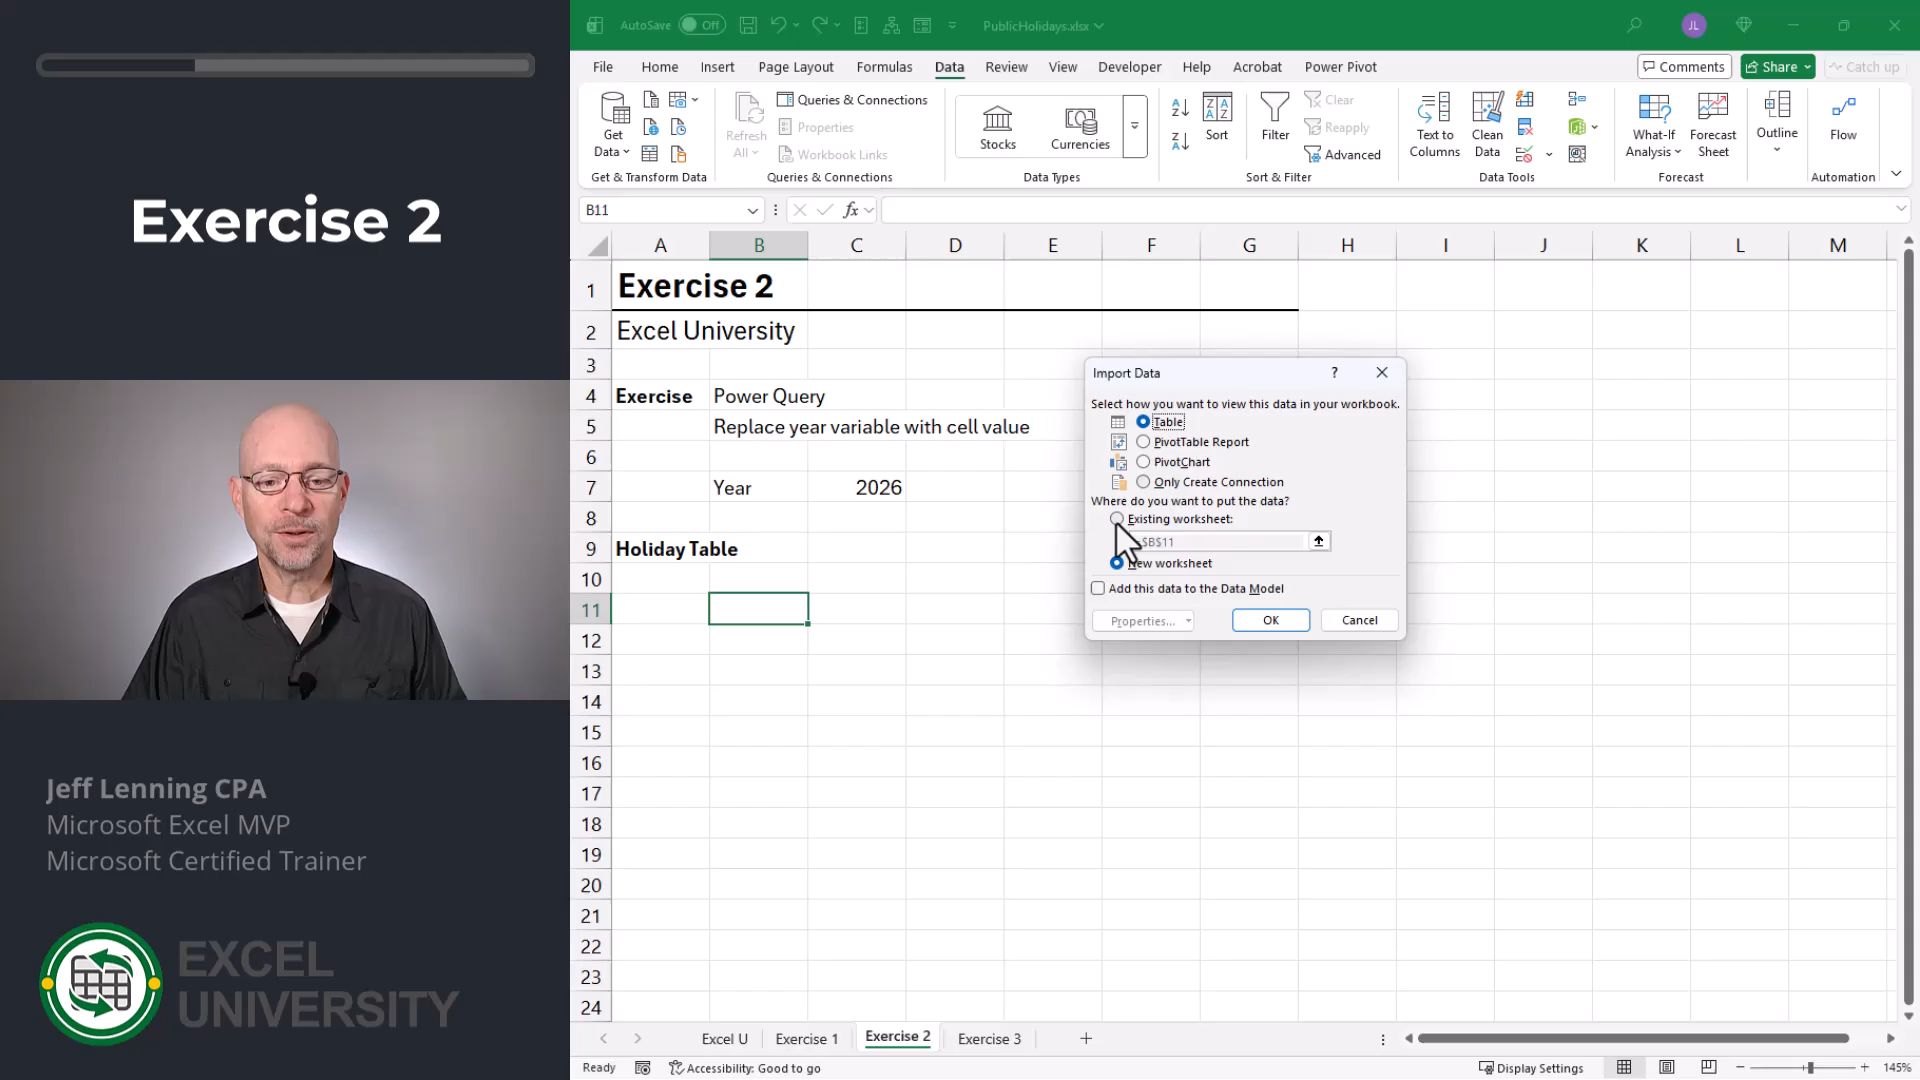 Exercise 2
Jeff Lenning CPA
Microsoft Excel MVP
Microsoft Certified Trainer
EXCEL
UNIVERSITY
AutoSave Off
PublicHolidays.xlsx
JL
File Home Insert Page Layout Formulas Data Review View Developer Help Acrobat Power Pivot
Comments Share Catch up
Get Data
Get & Transform Data
Refresh All
Queries & Connections
Properties
Workbook Links
Queries & Connections
Stocks Currencies
Data Types
Sort Filter
Clear
Reapply
Advanced
Sort & Filter
Text to Columns
Clean Data
Data Tools
What-If Analysis
Forecast Sheet
Forecast
Outline
Flow
Automation
B11
fx
A B C D E F G H I J K L M
1 Exercise 2
2 Excel University
3
4 Exercise Power Query
5 Replace year variable with cell value
6
7 Year 2026
8
9 Holiday Table
10
11
12
13
14
15
16
17
18
19
20
21
22
23
24
Import Data ?
Select how you want to view this data in your workbook.
Table
PivotTable Report
PivotChart
Only Create Connection
Where do you want to put the data?
Existing worksheet:
$B$11
New worksheet
Add this data to the Data Model
Properties... OK Cancel
Excel U Exercise 1 Exercise 2 Exercise 3
Ready Accessibility: Good to go Display Settings 145%